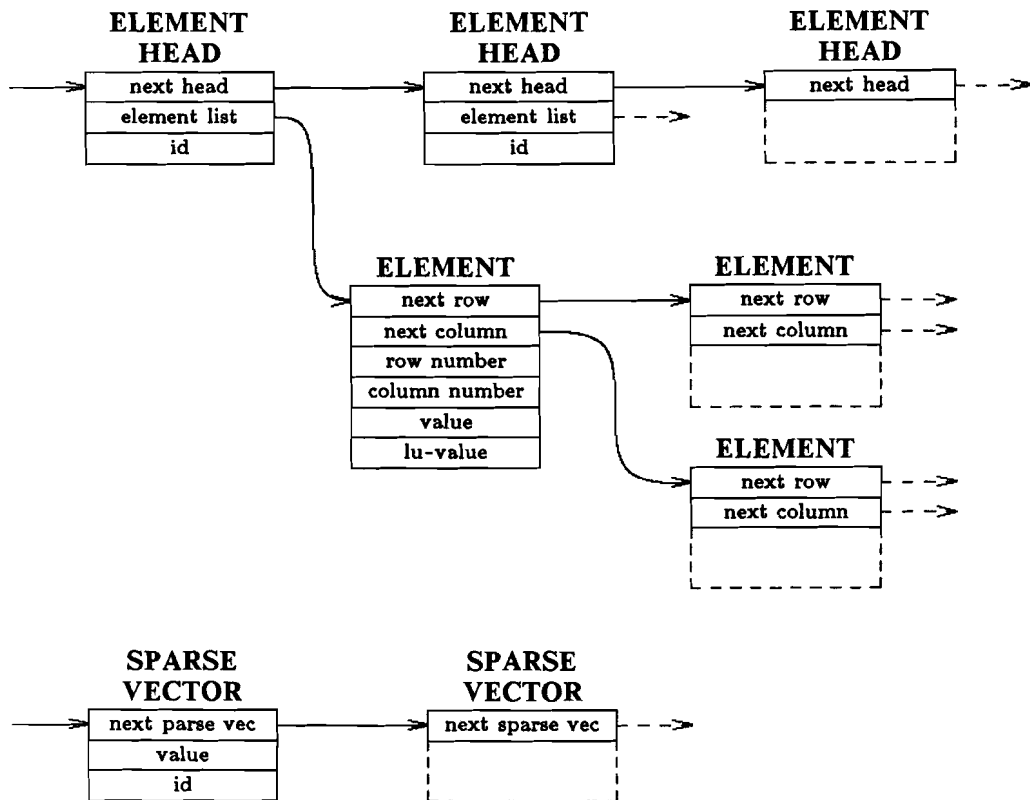 ELEMENT
HEAD
next head
element list
id
ELEMENT
HEAD
next head
element list
id
ELEMENT
HEAD
next head
ELEMENT
next row
next column
row number
column number
value
lu-value
ELEMENT
next row
next column
ELEMENT
next row
next column
SPARSE
VECTOR
next parse vec
value
id
SPARSE
VECTOR
next sparse vec